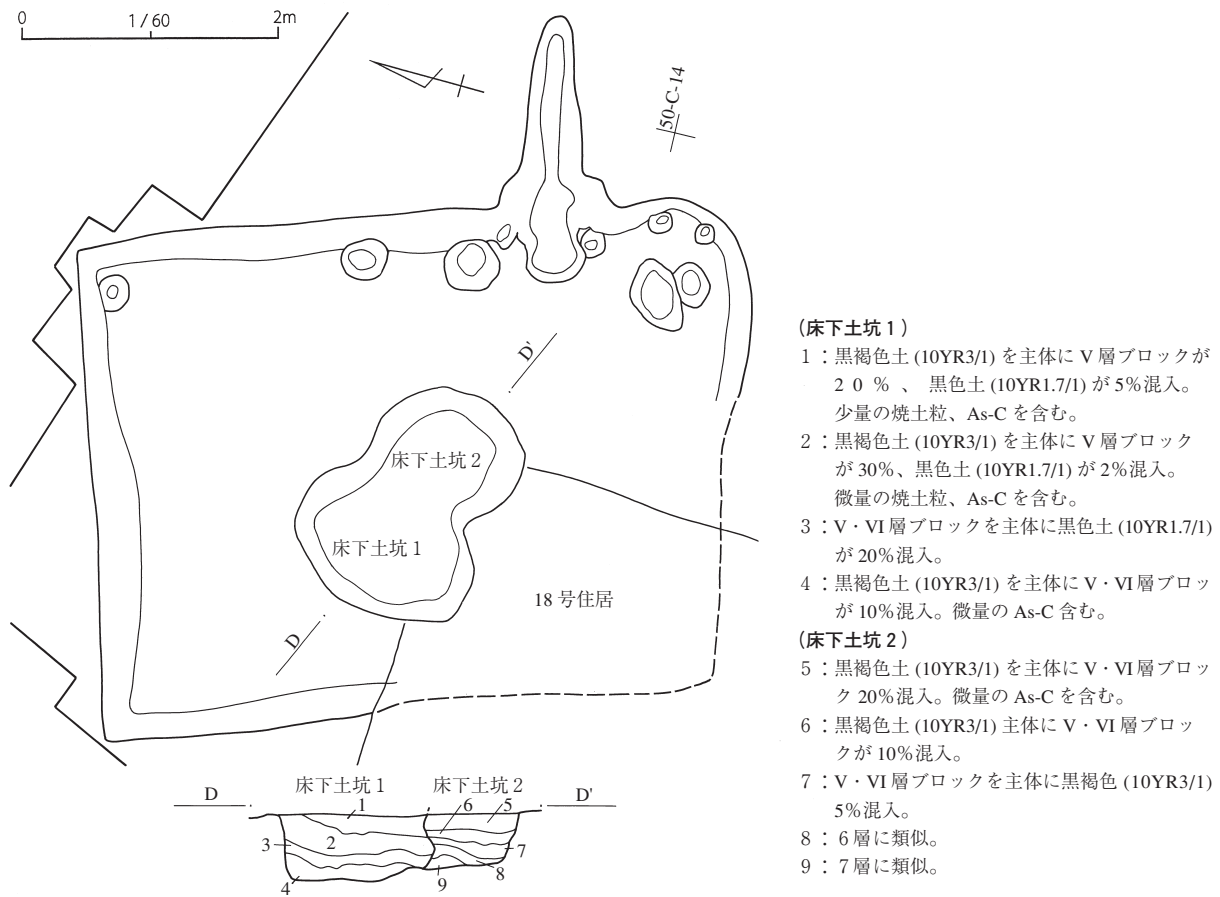 0 1/60 2m
50-C-14
D'
床下土坑 2
床下土坑 1
18 号住居
D
床下土坑 1 床下土坑 2
D D'
1 6 5
3 2 7
4 9 8
（床下土坑 1 ）
1 ：黒褐色土 (10YR3/1) を主体に V 層ブロックが
２０％、 黒色土 (10YR1.7/1) が 5％混入。
少量の焼土粒、As-C を含む。
2 ：黒褐色土 (10YR3/1) を主体に V 層ブロック
が 30％、黒色土 (10YR1.7/1) が 2％混入。
微量の焼土粒、As-C を含む。
3 ：V・VI 層ブロックを主体に黒色土 (10YR1.7/1)
が 20％混入。
4 ：黒褐色土 (10YR3/1) を主体に V・VI 層ブロッ
が 10％混入。微量の As-C 含む。
（床下土坑 2 ）
5 ：黒褐色土 (10YR3/1) を主体に V・VI 層ブロッ
ク 20％混入。微量の As-C を含む。
6 ：黒褐色土 (10YR3/1) 主体に V・VI 層ブロッ
クが 10％混入。
7 ：V・VI 層ブロックを主体に黒褐色 (10YR3/1)
5％混入。
8 ：6 層に類似。
9 ：7 層に類似。